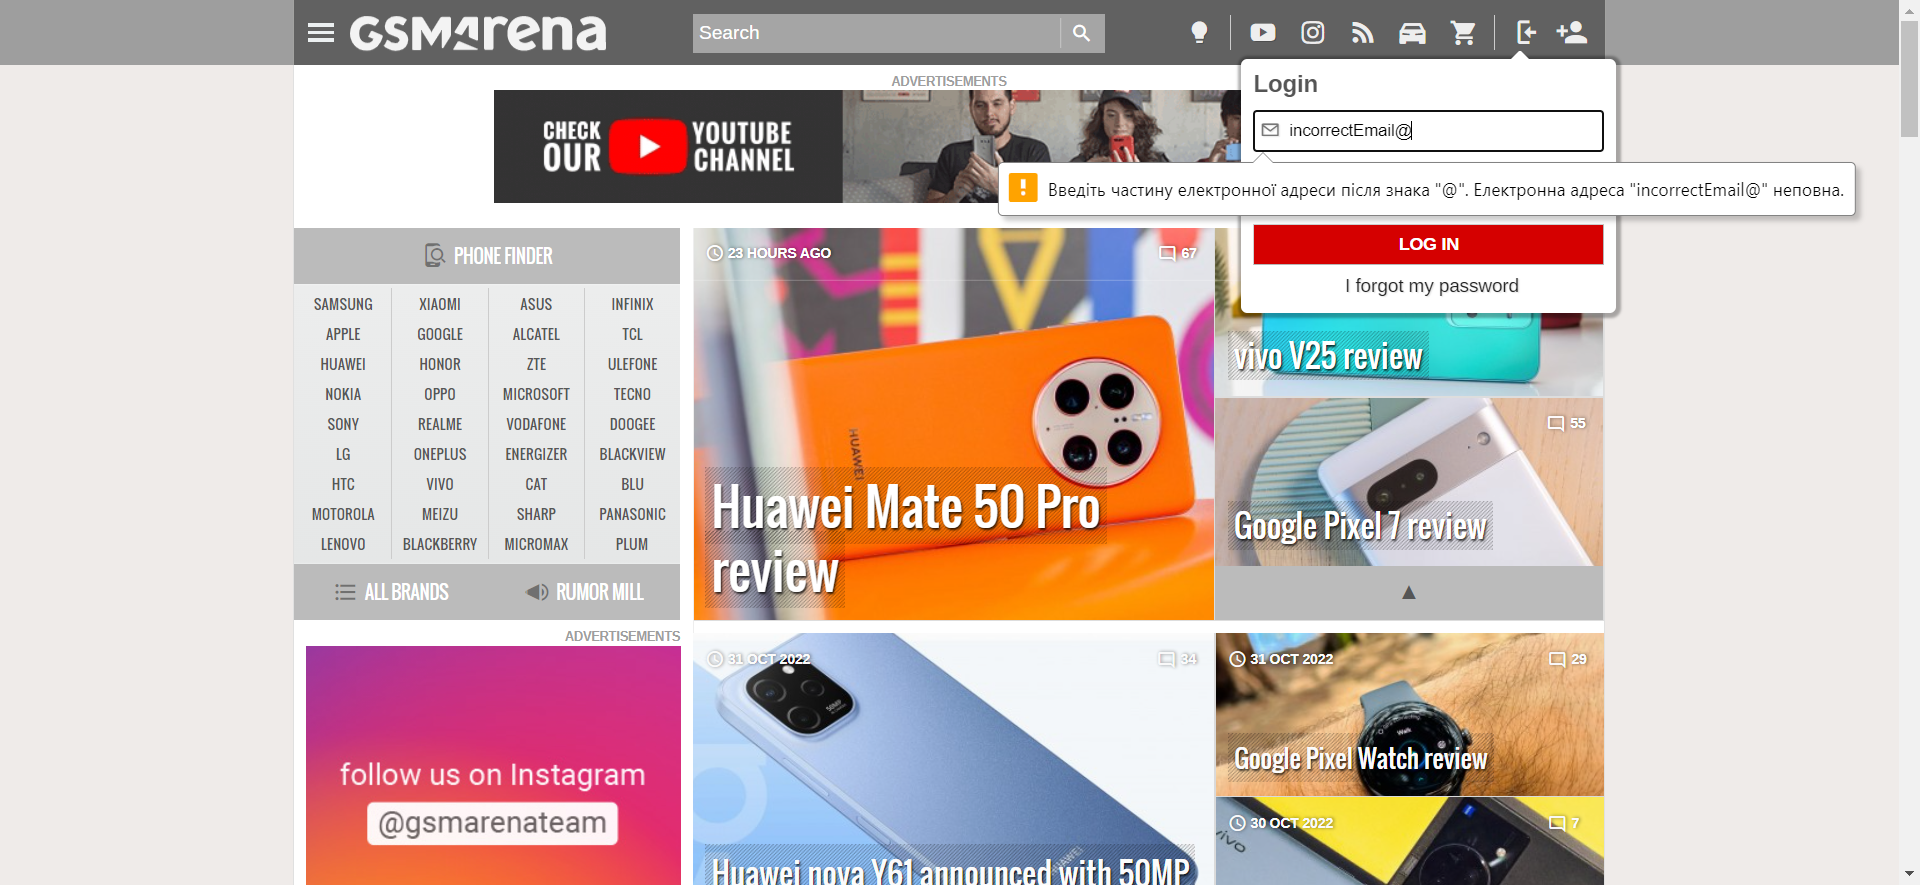 GSMArena
Search
ADVERTISEMENTS
CHECK OUR YOUTUBE CHANNEL
Login
incorrectEmail@
Введіть частину електронної адреси після знака "@". Електронна адреса "incorrectEmail@" неповна.
LOG IN
I forgot my password
PHONE FINDER
SAMSUNG XIAOMI ASUS INFINIX
APPLE GOOGLE ALCATEL TCL
HUAWEI HONOR ZTE ULEFONE
NOKIA OPPO MICROSOFT TECNO
SONY REALME VODAFONE DOOGEE
LG ONEPLUS ENERGIZER BLACKVIEW
HTC VIVO CAT BLU
MOTOROLA MEIZU SHARP PANASONIC
LENOVO BLACKBERRY MICROMAX PLUM
ALL BRANDS RUMOR MILL
ADVERTISEMENTS
follow us on Instagram
@gsmarenateam
23 HOURS AGO 67
HUAWEI
Huawei Mate 50 Pro
review
vivo V25 review
55
Google Pixel 7 review
31 OCT 2022 34
50MP
HUAWEI
Huawei nova Y61 announced with 50MP
31 OCT 2022 29
Walk
Google Pixel Watch review
30 OCT 2022 7
vivo